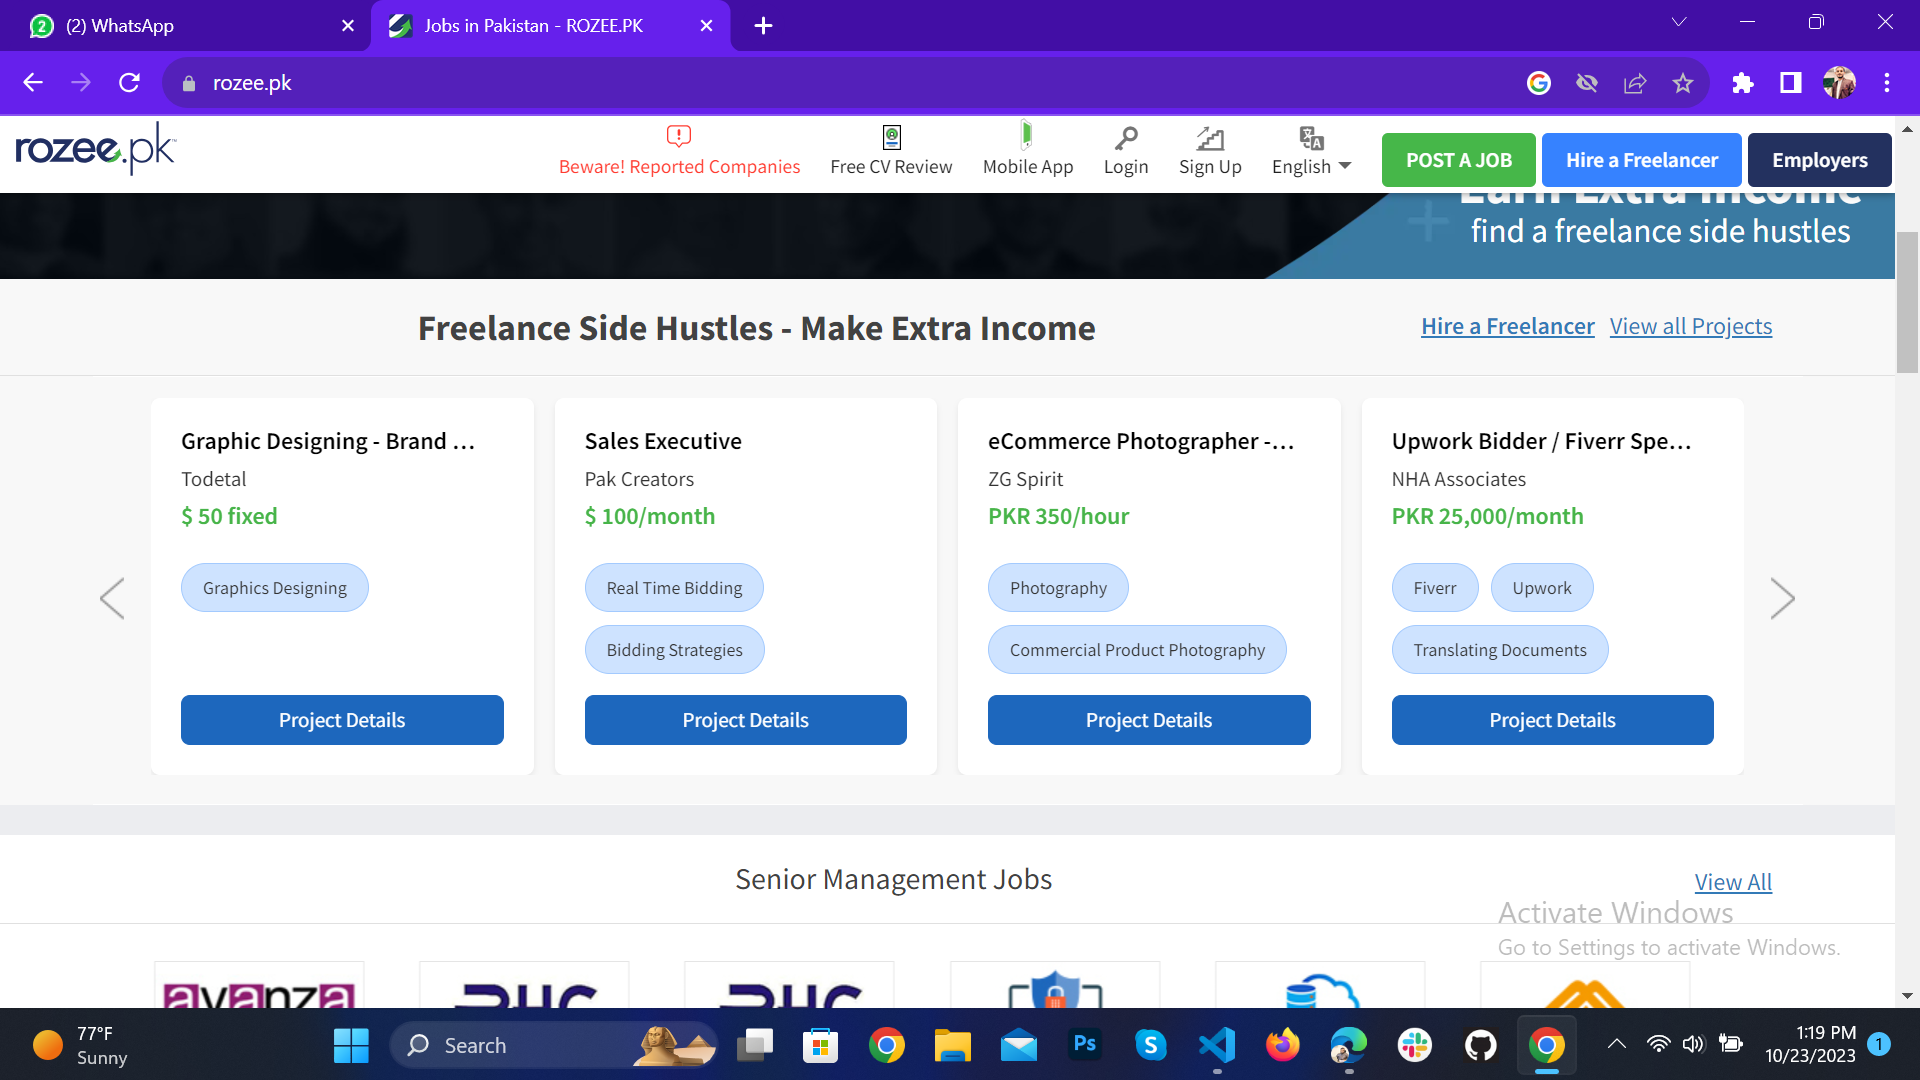 (2) WhatsApp
Jobs in Pakistan - ROZEE.PK
rozee.pk
rozee.pk
Beware! Reported Companies
Free CV Review
Mobile App
Login
Sign Up
English
POST A JOB
Hire a Freelancer
Employers
Earn Extra Income
find a freelance side hustles
Freelance Side Hustles - Make Extra Income
Hire a Freelancer
View all Projects
Graphic Designing - Brand ...
Todetal
$ 50 fixed
Graphics Designing
Project Details
Sales Executive
Pak Creators
$ 100/month
Real Time Bidding
Bidding Strategies
Project Details
eCommerce Photographer -...
ZG Spirit
PKR 350/hour
Photography
Commercial Product Photography
Project Details
Upwork Bidder / Fiverr Spe...
NHA Associates
PKR 25,000/month
Fiverr
Upwork
Translating Documents
Project Details
Senior Management Jobs
View All
Activate Windows
Go to Settings to activate Windows.
avanza
77°F
Sunny
Search
Ps
1:19 PM
10/23/2023
1